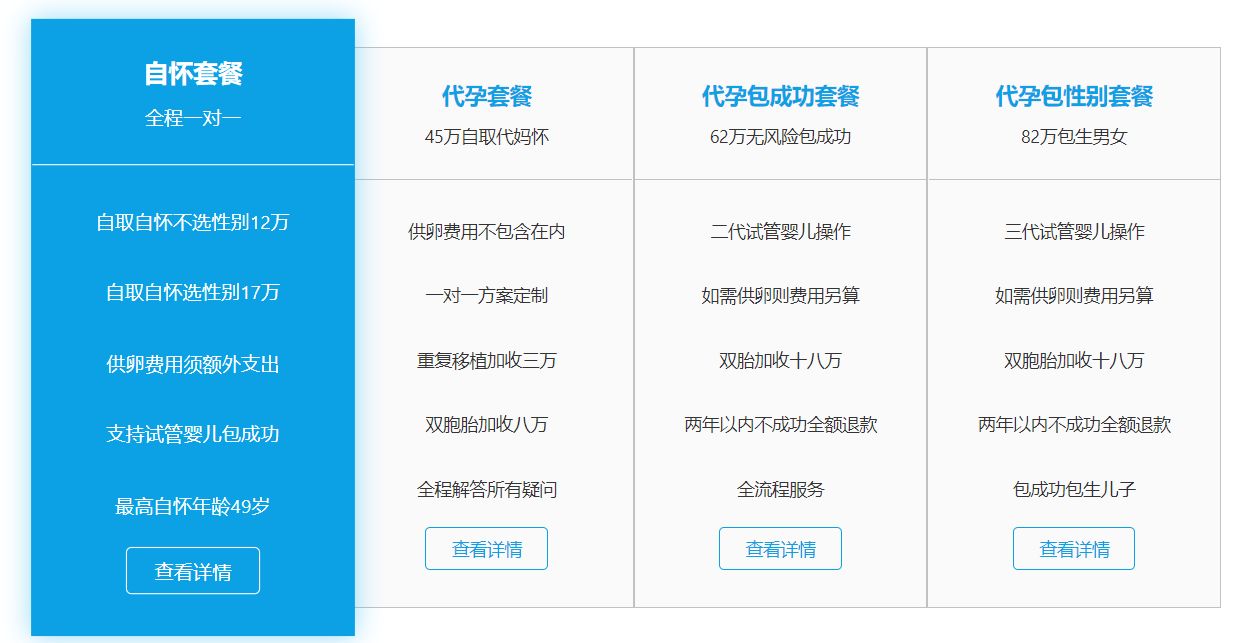 自怀套餐
全程一对一
自取自怀不选性别12万
自取自怀选性别17万
供卵费用须额外支出
支持试管婴儿包成功
最高自怀年龄49岁
查看详情
代孕套餐
45万自取代妈怀
供卵费用不包含在内
一对一方案定制
重复移植加收三万
双胞胎加收八万
全程解答所有疑问
查看详情
代孕包成功套餐
62万无风险包成功
二代试管婴儿操作
如需供卵则费用另算
双胎加收十八万
两年以内不成功全额退款
全流程服务
查看详情
代孕包性别套餐
82万包生男女
三代试管婴儿操作
如需供卵则费用另算
双胞胎加收十八万
两年以内不成功全额退款
包成功包生儿子
查看详情